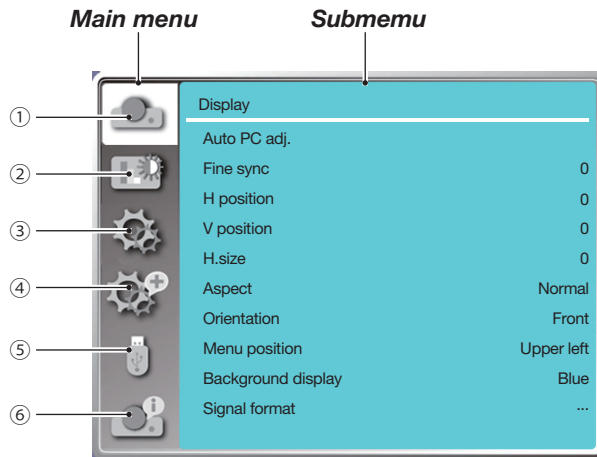 Main menu Submemu
① Display
Auto PC adj.
② Fine sync 0
H position 0
③ V position 0
H.size 0
④ Aspect Normal
Orientation Front
⑤ Menu position Upper left
Background display Blue
⑥ Signal format ...